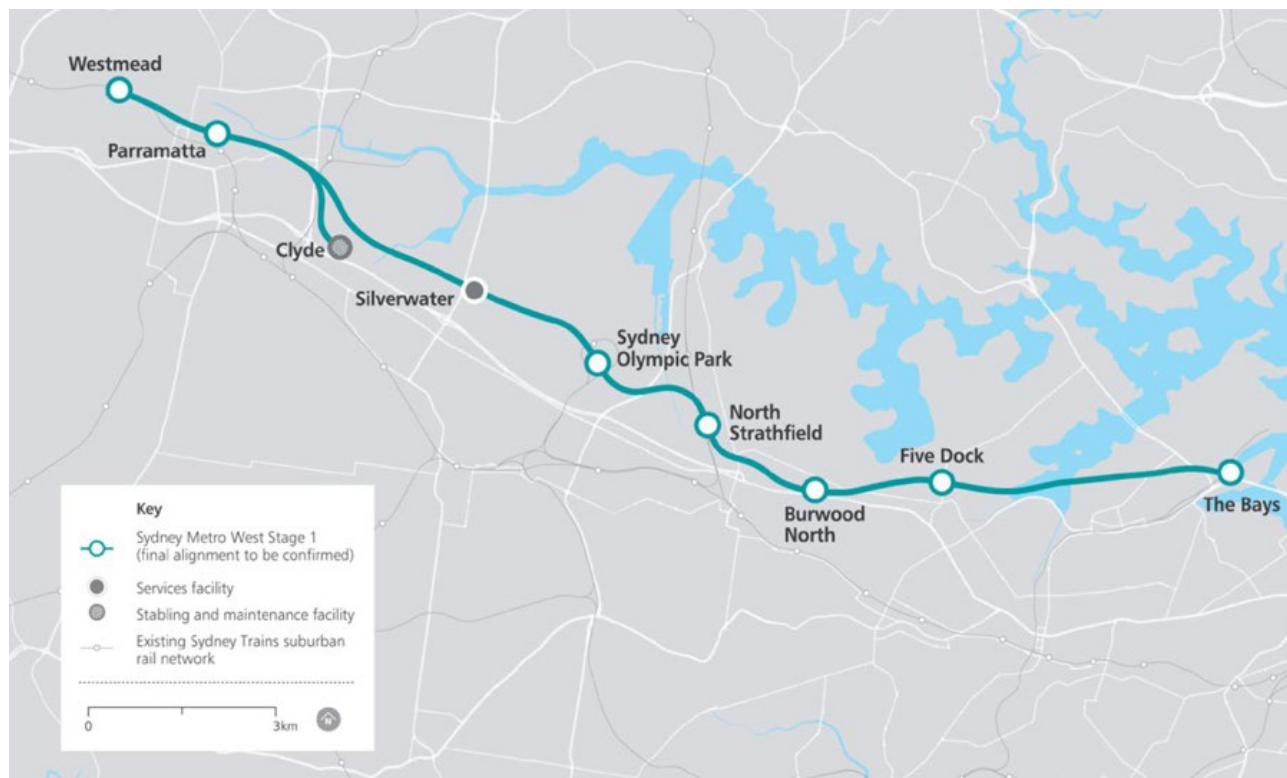 Westmead
Parramatta
Clyde
Silverwater
Sydney
Olympic Park
North
Strathfield
Burwood
North
Five Dock
The Bays
Key
Sydney Metro West Stage 1
(final alignment to be confirmed)
Services facility
Stabling and maintenance facility
Existing Sydney Trains suburban
rail network
0
3km
N